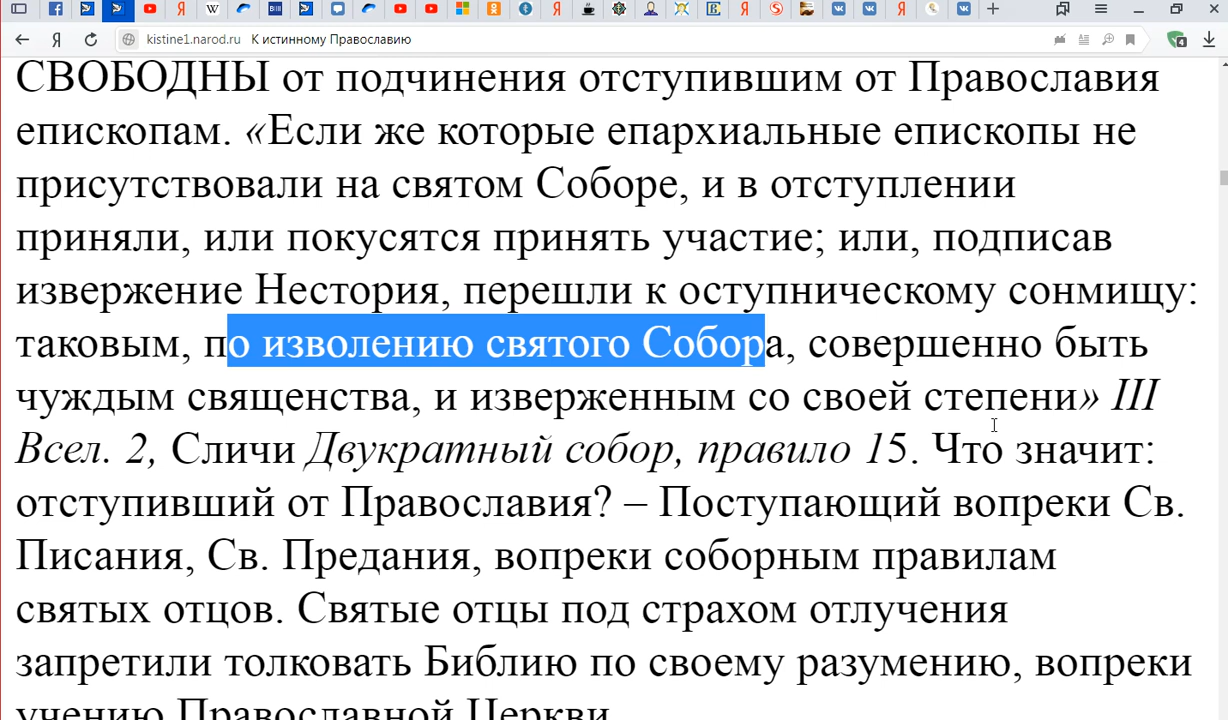 kistine1.narod.ru К истинному Православию
СВОБОДНЫ от подчинения отступившим от Православия
епископам. «Если же которые епархиальные епископы не
присутствовали на святом Соборе, и в отступлении
приняли, или покусятся принять участие; или, подписав
извержение Нестория, перешли к оступническому сонмищу:
таковым, по изволению святого Собора, совершенно быть
чуждым священства, и изверженным со своей степени» III
Всел. 2, Сличи Двукратный собор, правило 15. Что значит:
отступивший от Православия? – Поступающий вопреки Св.
Писания, Св. Предания, вопреки соборным правилам
святых отцов. Святые отцы под страхом отлучения
запретили толковать Библию по своему разумению, вопреки
учению Православной Церкви